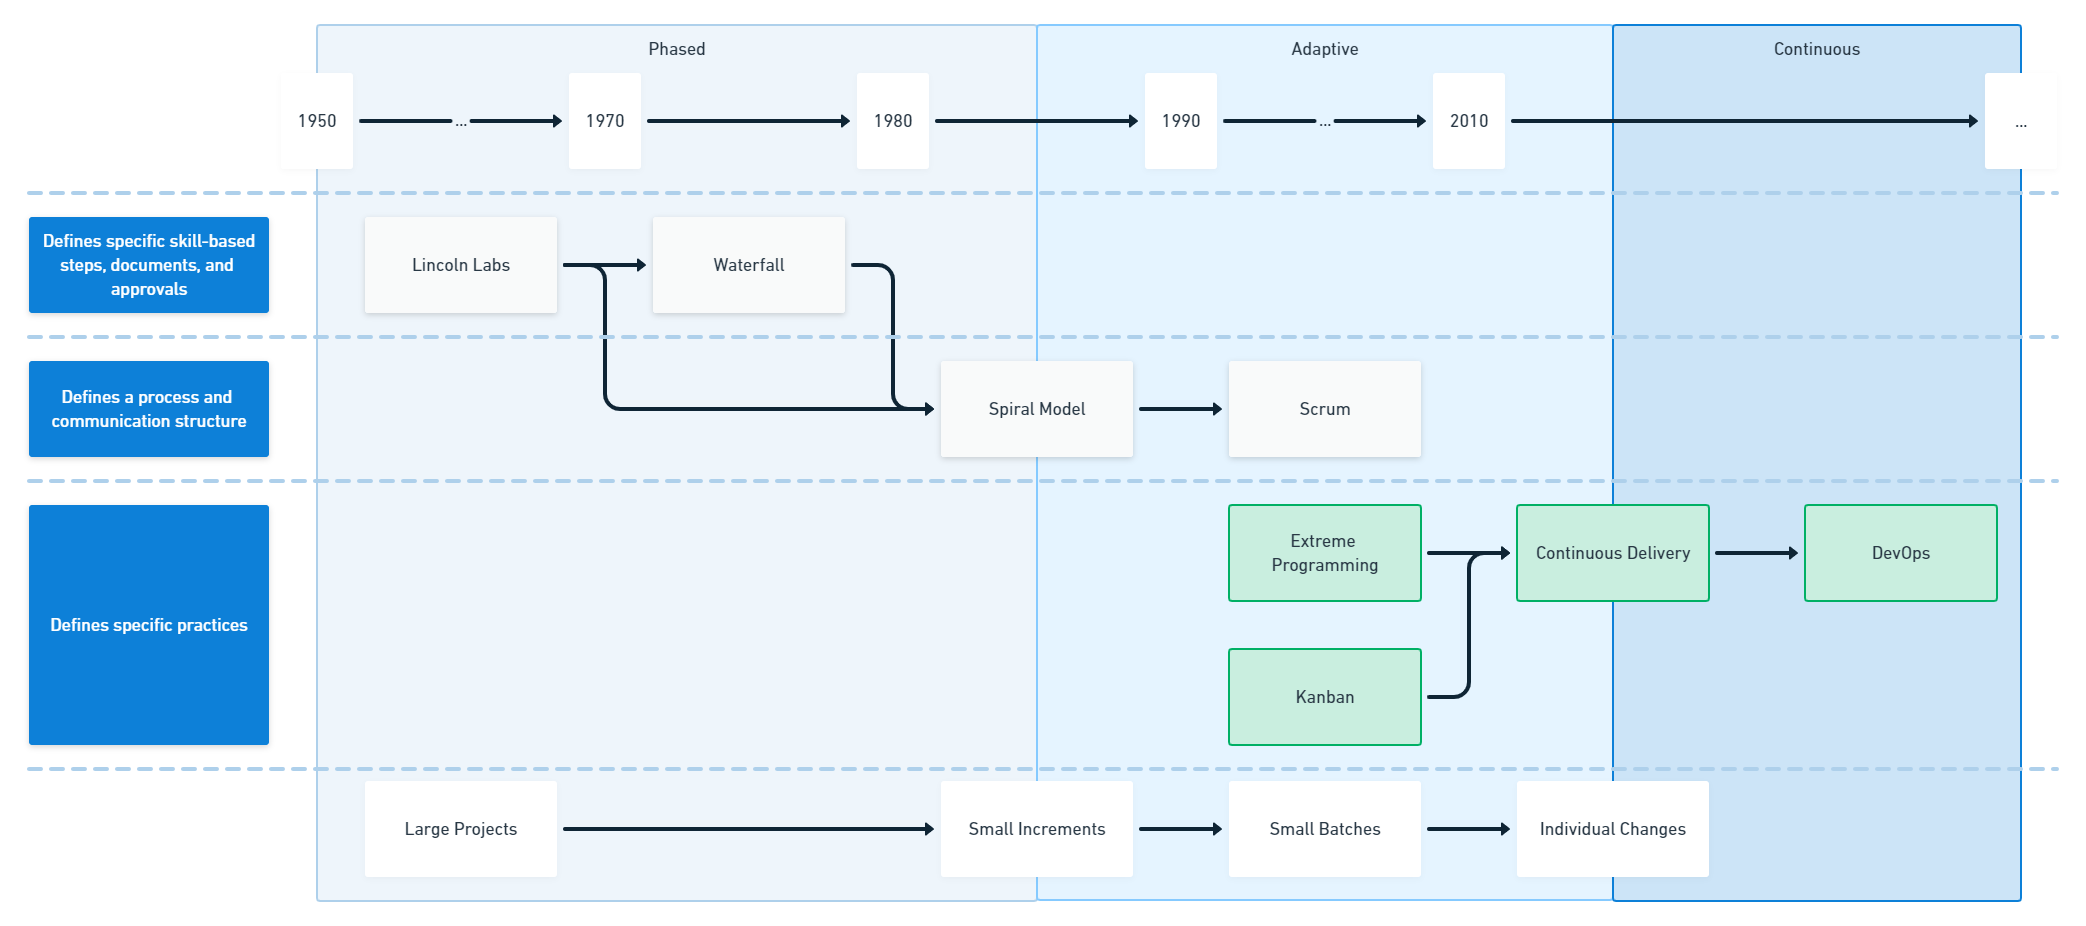 Phased
Adaptive
Continuous
1950
...
1970
1980
1990
...
2010
...
Defines specific skill-based
steps, documents, and
approvals
Lincoln Labs
Waterfall
Defines a process and
communication structure
Spiral Model
Scrum
Defines specific practices
Extreme
Programming
Continuous Delivery
DevOps
Kanban
Large Projects
Small Increments
Small Batches
Individual Changes